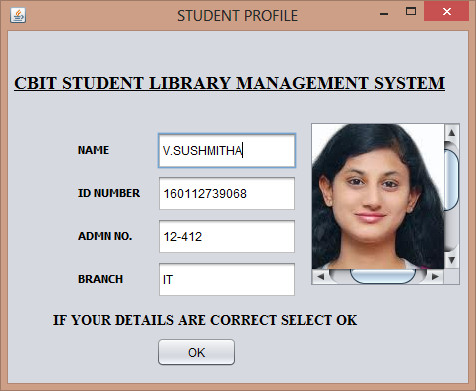 STUDENT PROFILE
CBIT STUDENT LIBRARY MANAGEMENT SYSTEM
NAME V.SUSHMITHA
ID NUMBER 160112739068
ADMN NO. 12-412
BRANCH IT
IF YOUR DETAILS ARE CORRECT SELECT OK
OK